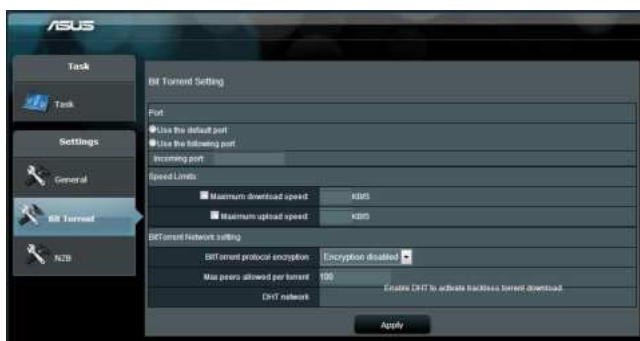 ASUS
Task
Task
Settings
General
Bit Torrent
NZB
Bit Torrend Setting
Port
Use the default port
Use the following port
Incoming port
Speed Limits:
Maximum download speed: KB/S
Maximum upload speed: KB/S
BitTorrent Network setting
BitTorrent protocol encryption Encryption disabled
Max peers allowed per torrent 100
DHT network Enable DHT to activate trackless torrent download.
Apply